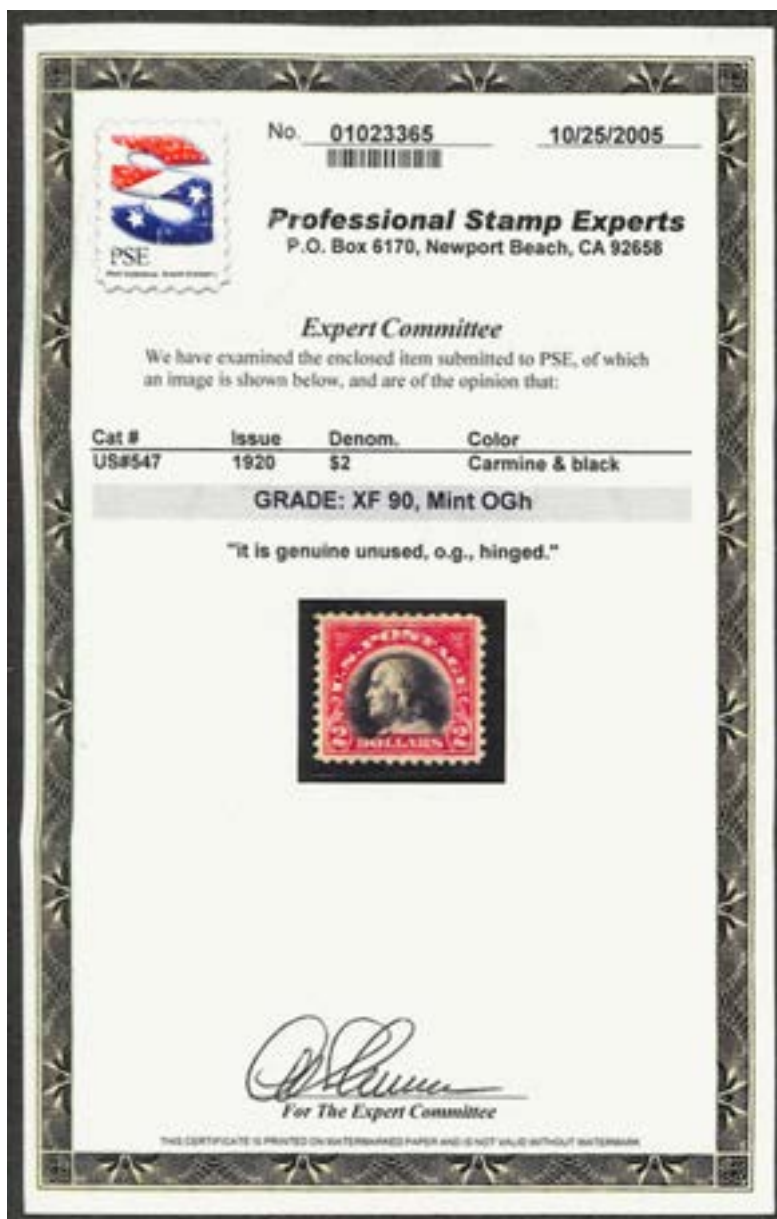 No. 01023365 10/25/2005
PSE
Professional Stamp Experts
P.O. Box 6170, Newport Beach, CA 92658
Expert Committee
We have examined the enclosed item submitted to PSE, of which
an image is shown below, and are of the opinion that:
Cat # Issue Denom. Color
US#547 1920 $2 Carmine & black
GRADE: XF 90, Mint OGh
"it is genuine unused, o.g., hinged."
U.S. POSTAGE
2 DOLLARS 2
For The Expert Committee
THIS CERTIFICATE IS PRINTED ON WATERMARKED PAPER AND IS NOT VALID WITHOUT WATERMARK